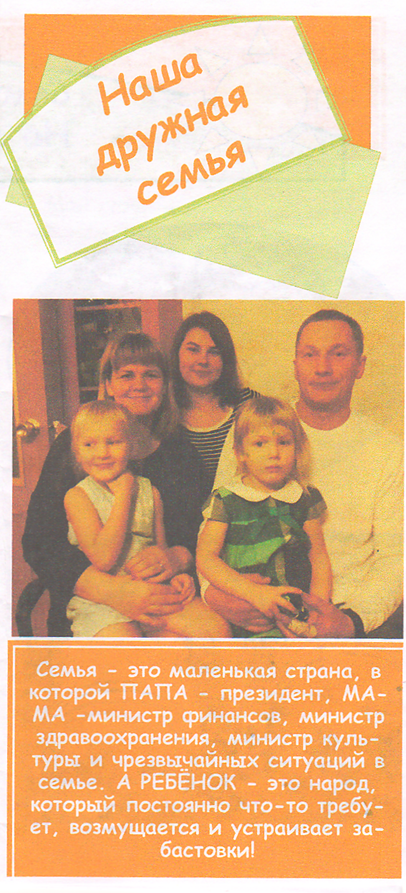 Наша
дружная
семья
Семья - это маленькая страна, в
которой ПАПА - президент, МА-
МА -министр финансов, министр
здравоохранения, министр куль-
туры и чрезвычайных ситуаций в
семье. А РЕБЁНОК - это народ,
который постоянно что-то требу-
ет, возмущается и устраивает за-
бастовки!